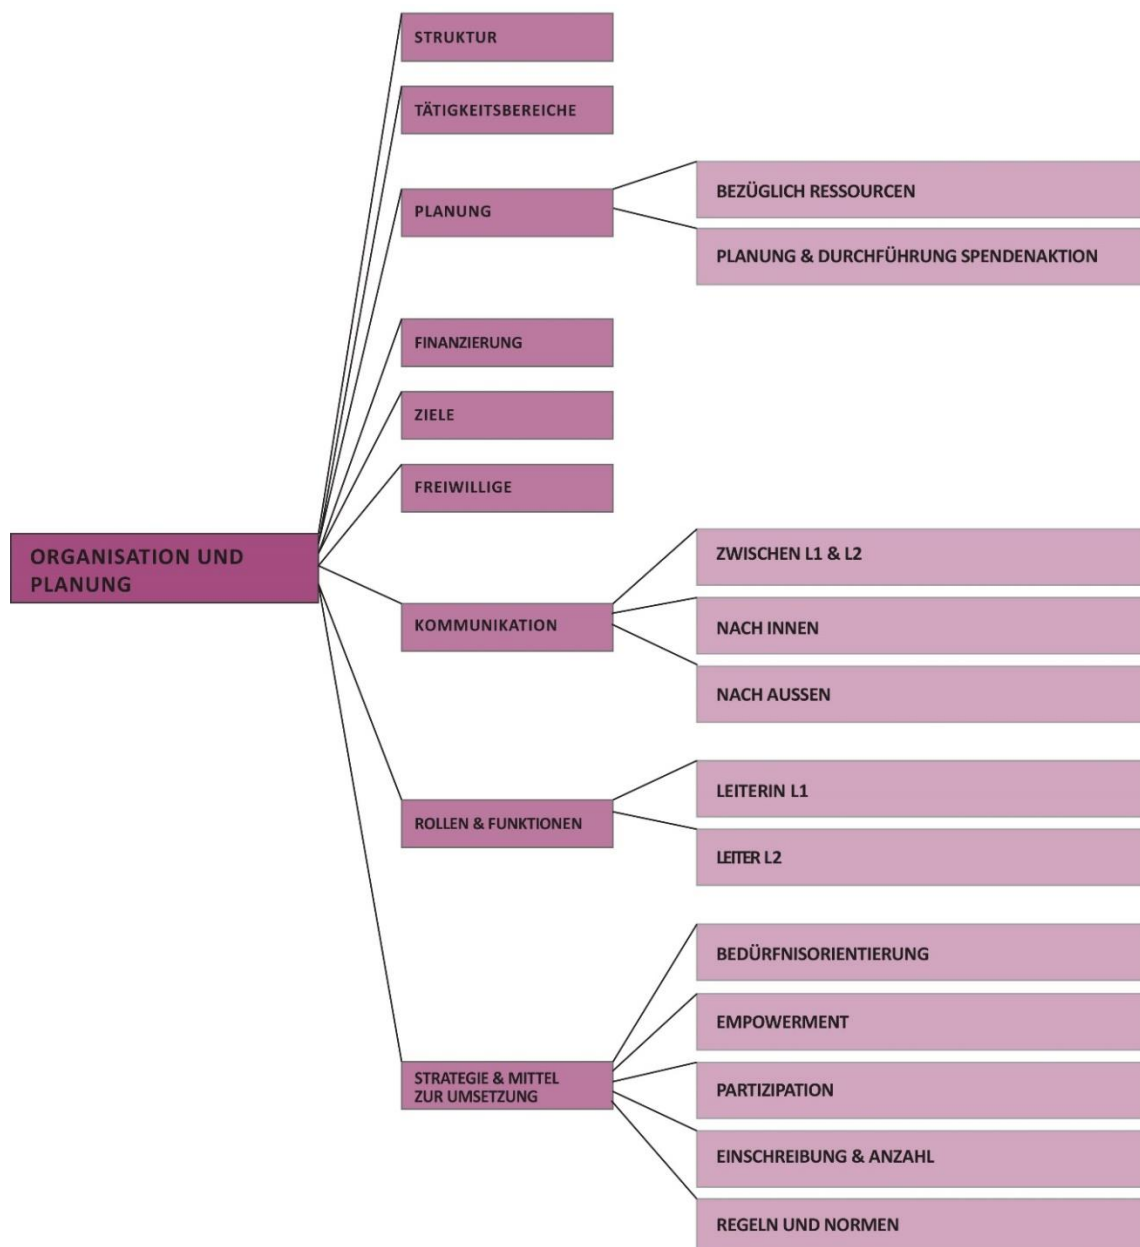 STRUKTUR
TÄTIGKEITSBEREICHE
PLANUNG
BEZÜGLICH RESSOURCEN
PLANUNG & DURCHFÜHRUNG SPENDENAKTION
FINANZIERUNG
ZIELE
FREIWILLIGE
ORGANISATION UND
PLANUNG
KOMMUNIKATION
ZWISCHEN L1 & L2
NACH INNEN
NACH AUSSEN
ROLLEN & FUNKTIONEN
LEITERIN L1
LEITER L2
STRATEGIE & MITTEL
ZUR UMSETZUNG
BEDÜRFNISORIENTIERUNG
EMPOWERMENT
PARTIZIPATION
EINSCHREIBUNG & ANZAHL
REGELN UND NORMEN